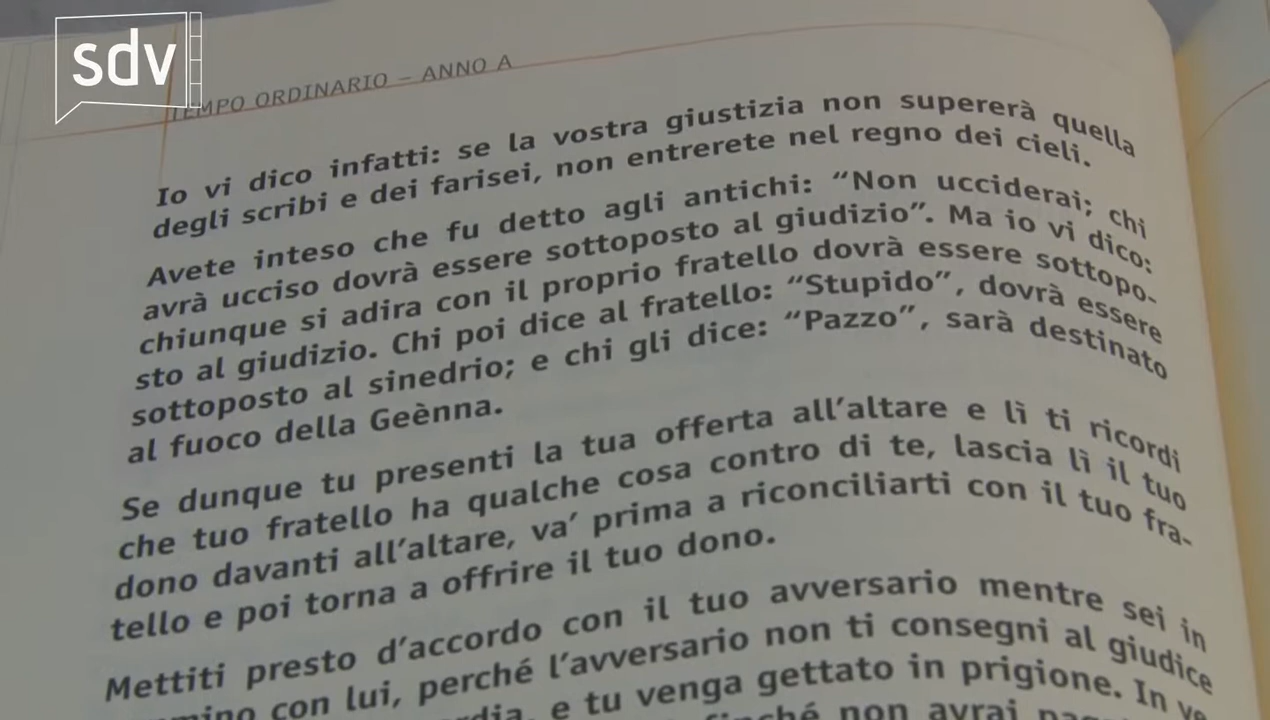 sdv
TEMPO ORDINARIO – ANNO A
Io vi dico infatti: se la vostra giustizia non supererà quella
degli scribi e dei farisei, non entrerete nel regno dei cieli.
Avete inteso che fu detto agli antichi: “Non ucciderai; chi
avrà ucciso dovrà essere sottoposto al giudizio”. Ma io vi dico:
chiunque si adira con il proprio fratello dovrà essere sottopo-
sto al giudizio. Chi poi dice al fratello: “Stupido”, dovrà essere
sottoposto al sinedrio; e chi gli dice: “Pazzo”, sarà destinato
al fuoco della Geènna.
Se dunque tu presenti la tua offerta all’altare e lì ti ricordi
che tuo fratello ha qualche cosa contro di te, lascia lì il tuo
dono davanti all’altare, va’ prima a riconciliarti con il tuo fra-
tello e poi torna a offrire il tuo dono.
Mettiti presto d’accordo con il tuo avversario mentre sei in
con lui, perché l’avversario non ti consegni al giudice
e tu venga gettato in prigione. In
non avrai